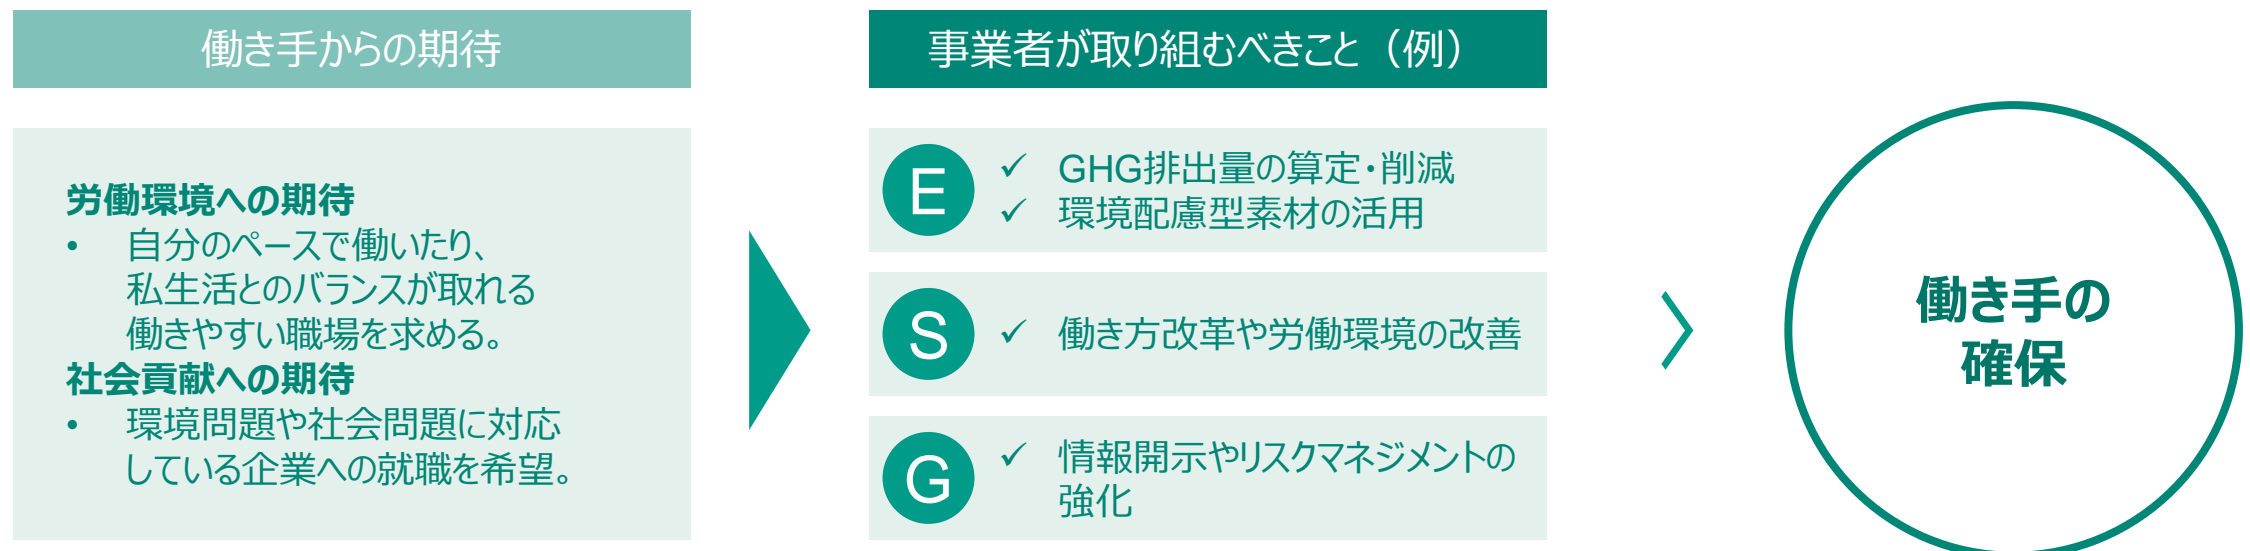 働き手からの期待
労働環境への期待
• 自分のペースで働いたり、
私生活とのバランスが取れる
働きやすい職場を求める。
社会貢献への期待
• 環境問題や社会問題に対応
している企業への就職を希望。
事業者が取り組むべきこと（例）
E
✓ GHG排出量の算定・削減
✓ 環境配慮型素材の活用
S
✓ 働き方改革や労働環境の改善
G
✓ 情報開示やリスクマネジメントの
強化
働き手の
確保